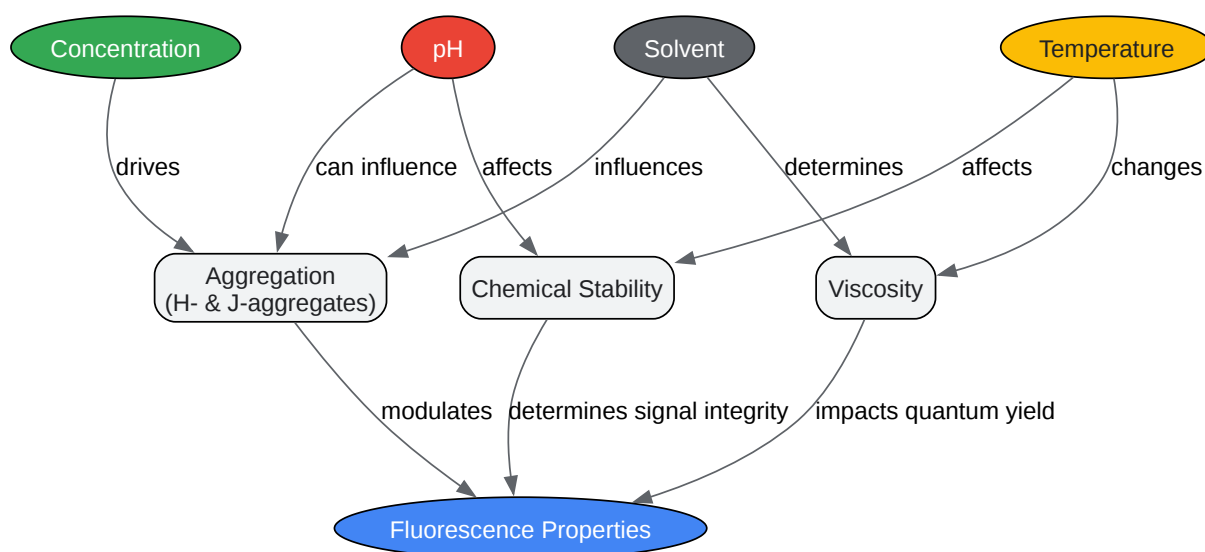 Concentration
pH
Solvent
Temperature
drives
can influence
affects
influences
determines
affects
changes
Aggregation
(H- & J-aggregates)
Chemical Stability
Viscosity
modulates
determines signal integrity
impacts quantum yield
Fluorescence Properties